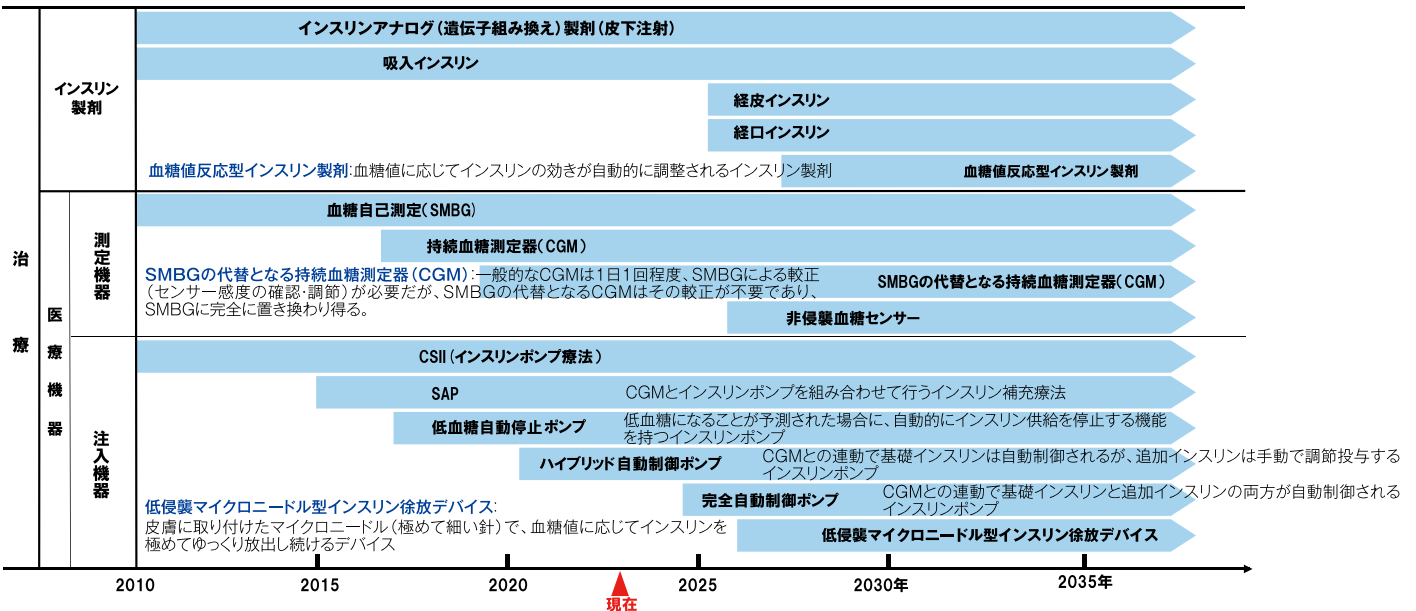 治療
インスリン
製剤
インスリンアナログ(遺伝子組み換え)製剤(皮下注射)
吸入インスリン
経皮インスリン
経口インスリン
血糖値反応型インスリン製剤:血糖値に応じてインスリンの効きが自動的に調整されるインスリン製剤
血糖値反応型インスリン製剤
医療機器
測定機器
血糖自己測定(SMBG)
持続血糖測定器(CGM)
SMBGの代替となる持続血糖測定器(CGM):一般的なCGMは1日1回程度、SMBGによる較正
(センサー感度の確認・調節)が必要だが、SMBGの代替となるCGMはその較正が不要であり、
SMBGに完全に置き換わり得る。
SMBGの代替となる持続血糖測定器(CGM)
非侵襲血糖センサー
注入機器
CSII(インスリンポンプ療法)
SAP
CGMとインスリンポンプを組み合わせて行うインスリン補充療法
低血糖自動停止ポンプ
低血糖になることが予測された場合に、自動的にインスリン供給を停止する機能
を持つインスリンポンプ
ハイブリッド自動制御ポンプ
CGMとの連動で基礎インスリンは自動制御されるが、追加インスリンは手動で調節投与する
インスリンポンプ
完全自動制御ポンプ
CGMとの連動で基礎インスリンと追加インスリンの両方が自動制御される
インスリンポンプ
低侵襲マイクロニードル型インスリン徐放デバイス:
皮膚に取り付けたマイクロニードル(極めて細い針)で、血糖値に応じてインスリンを
極めてゆっくり放出し続けるデバイス
低侵襲マイクロニードル型インスリン徐放デバイス
2010
2015
2020
2025
2030年
2035年
現在